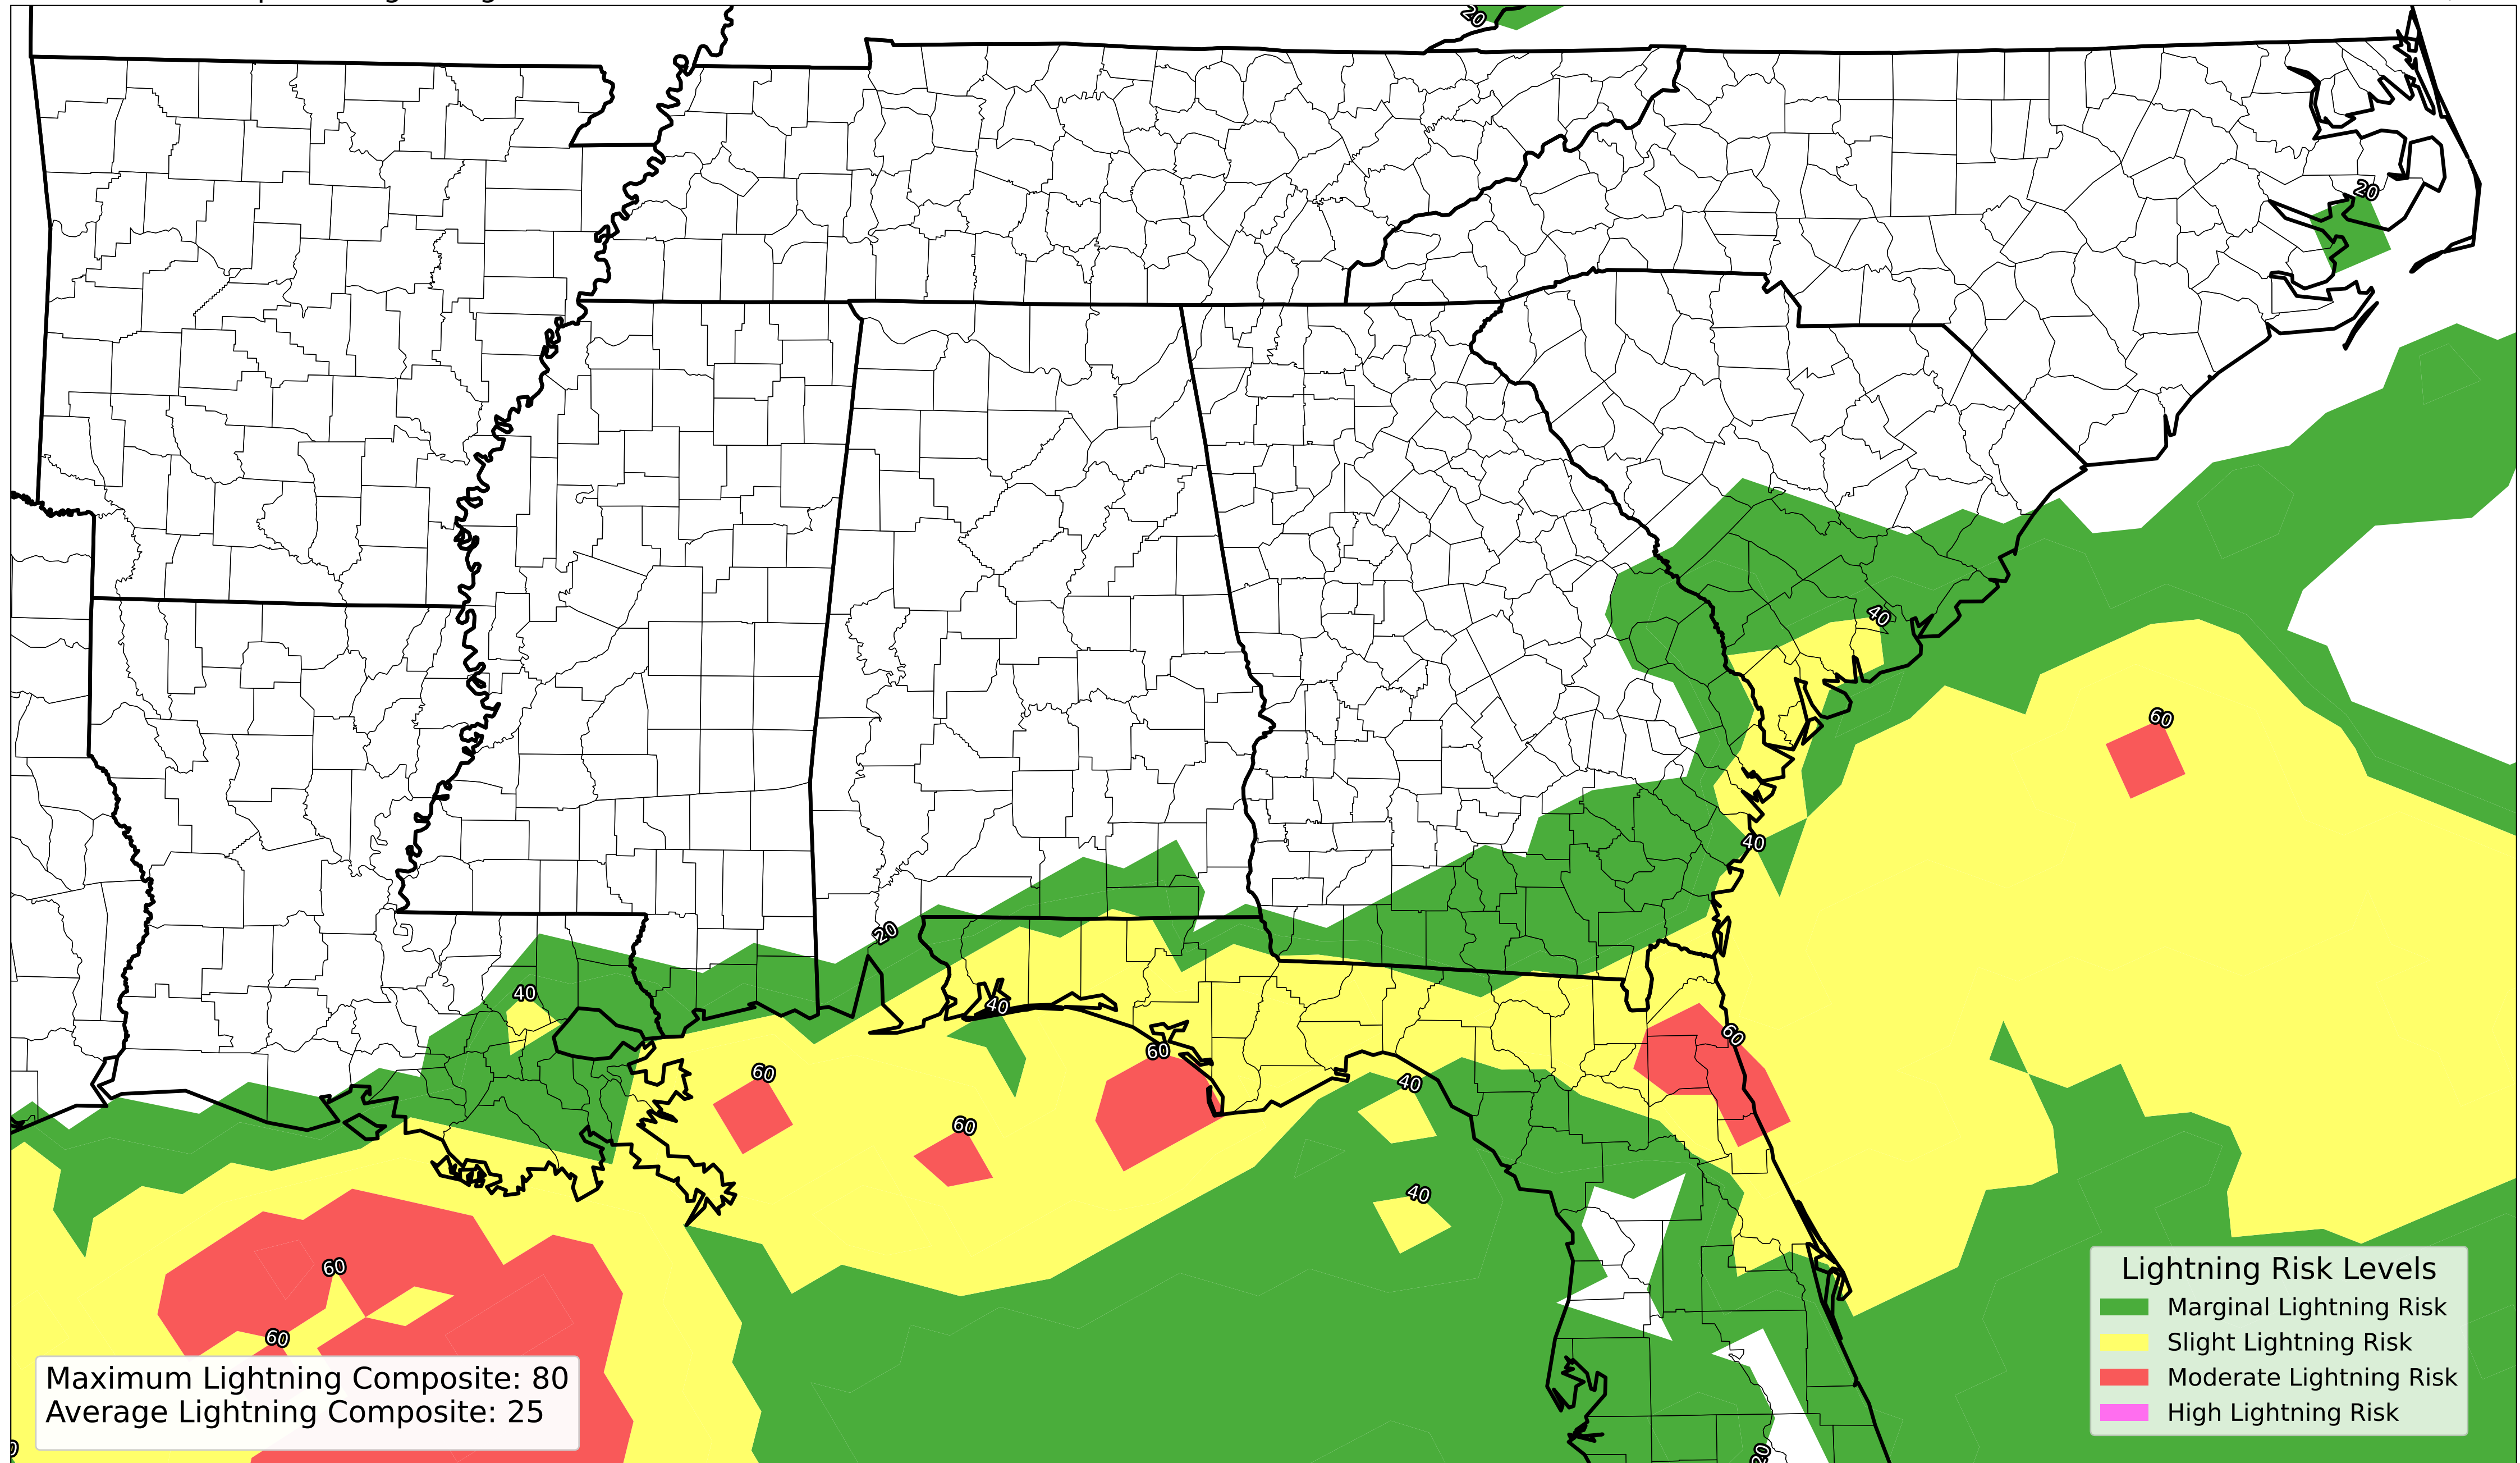 20
20
40
60
40
20
40
40
60
60
60
40
60
40
60
60
Lightning Risk Levels
Marginal Lightning Risk
Slight Lightning Risk
Moderate Lightning Risk
High Lightning Risk
Maximum Lightning Composite: 80
Average Lightning Composite: 25
20